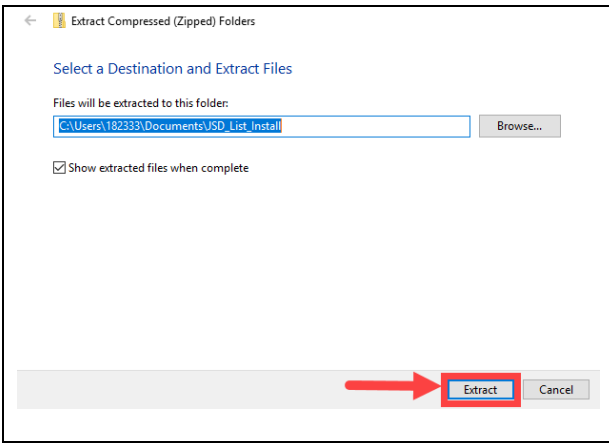 Extract Compressed (Zipped) Folders
Select a Destination and Extract Files
Files will be extracted to this folder:
C:\Users\182333\Documents\JSD_List_Install
Browse...
Show extracted files when complete
Extract
Cancel